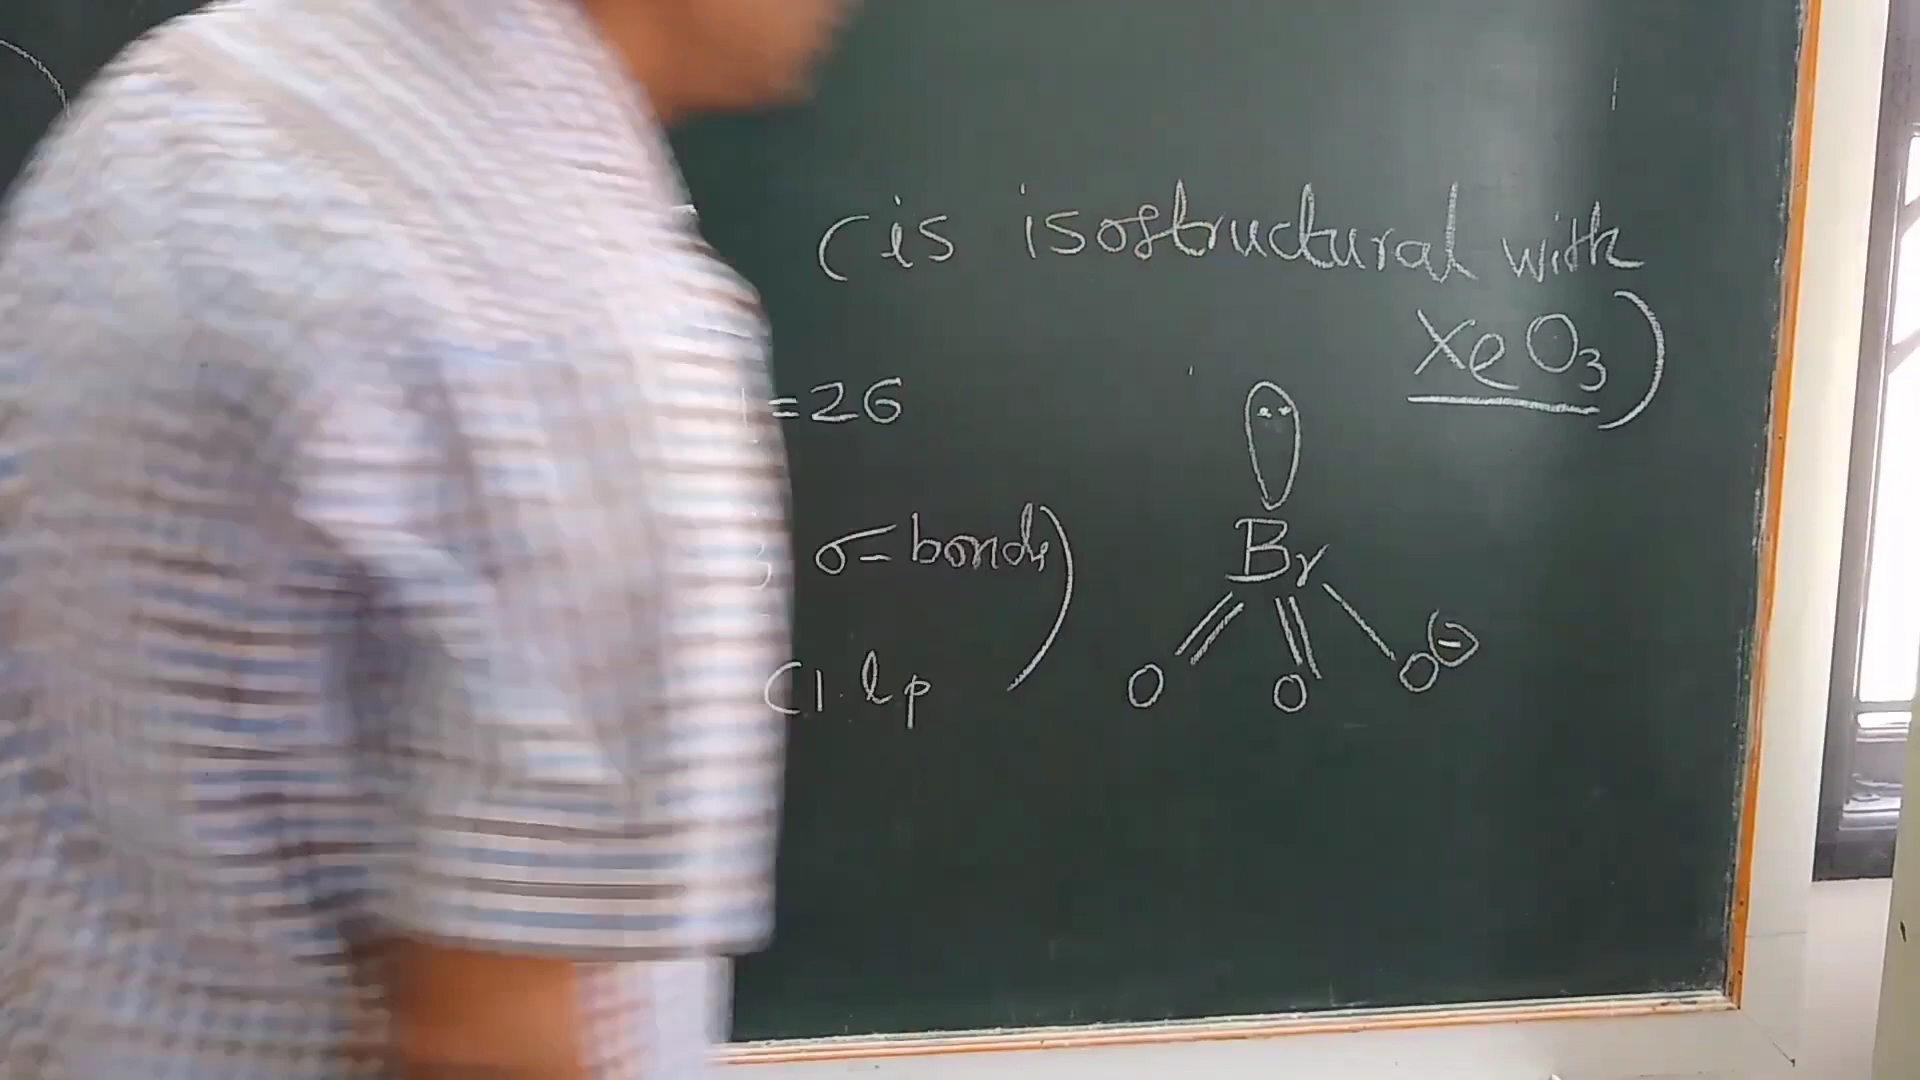 (is isostructural with
XeO3)
=26
σ-bonds)
(1 lp
Br
O O O⊖